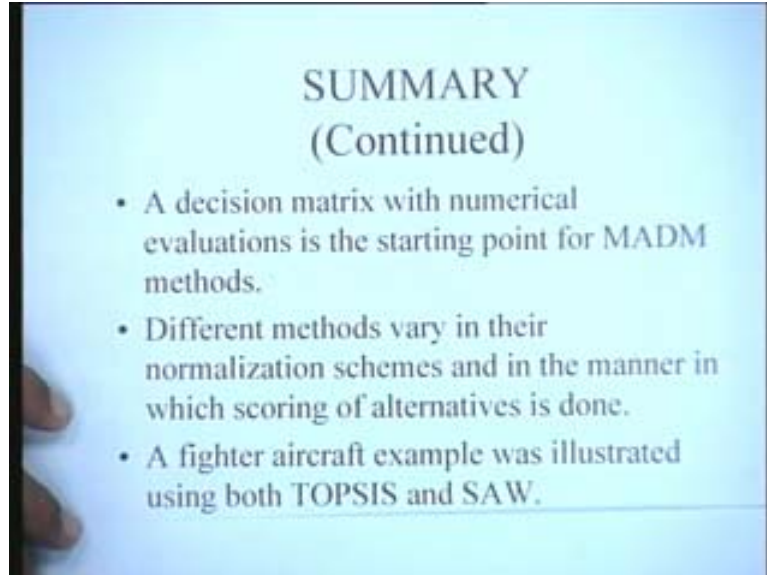 SUMMARY
(Continued)
• A decision matrix with numerical
evaluations is the starting point for MADM
methods.
• Different methods vary in their
normalization schemes and in the manner in
which scoring of alternatives is done.
• A fighter aircraft example was illustrated
using both TOPSIS and SAW.